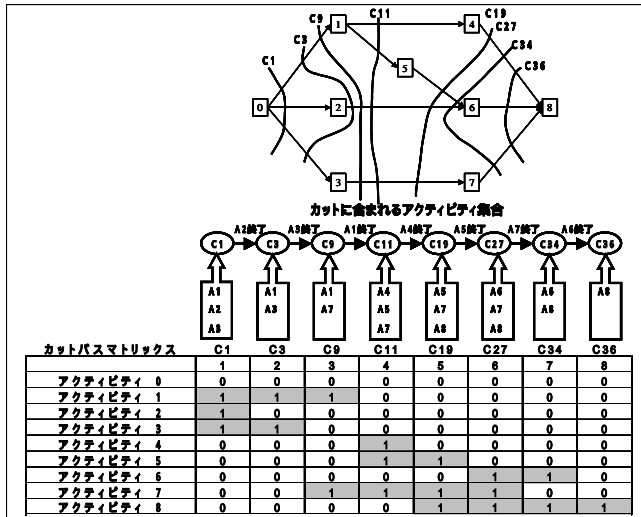 C9 C11 C19
C27
C3 1 4 C34
C1 5 C36
0 2 6 8
3 7
カットに含まれるアクティビティ集合
C1 A2終了 C3 A3終了 C9 A1終了 C11 A4終了 C19 A5終了 C27 A7終了 C34 A6終了 C36
A1 A1 A1 A4 A5 A6 A6 A8
A2 A3 A7 A5 A7 A7 A8
A3 A7 A8 A8
カットパスマトリックス C1 C3 C9 C11 C19 C27 C34 C36
1 2 3 4 5 6 7 8
アクティビティ 0 0 0 0 0 0 0 0 0
アクティビティ 1 1 1 1 0 0 0 0 0
アクティビティ 2 1 0 0 0 0 0 0 0
アクティビティ 3 1 1 0 0 0 0 0 0
アクティビティ 4 0 0 0 1 0 0 0 0
アクティビティ 5 0 0 0 1 1 0 0 0
アクティビティ 6 0 0 0 0 0 1 1 0
アクティビティ 7 0 0 1 1 1 1 0 0
アクティビティ 8 0 0 0 0 1 1 1 1